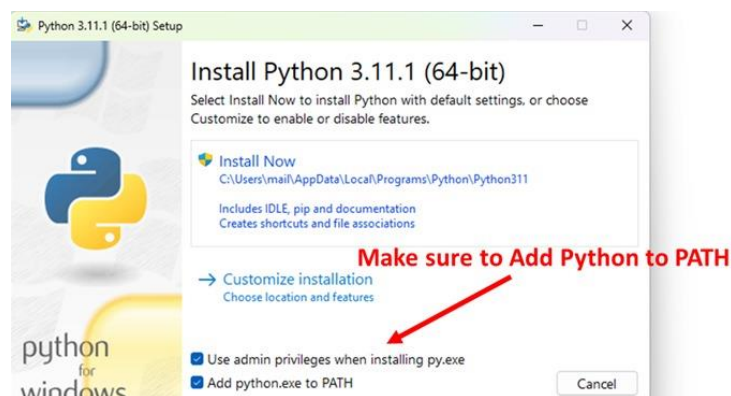 Python 3.11.1 (64-bit) Setup
Install Python 3.11.1 (64-bit)
Select Install Now to install Python with default settings, or choose
Customize to enable or disable features.
Install Now
C:\Users\mail\AppData\Local\Programs\Python\Python311
Includes IDLE, pip and documentation
Creates shortcuts and file associations
Make sure to Add Python to PATH
Customize installation
Choose location and features
python
for
windows
Use admin privileges when installing py.exe
Add python.exe to PATH
Cancel